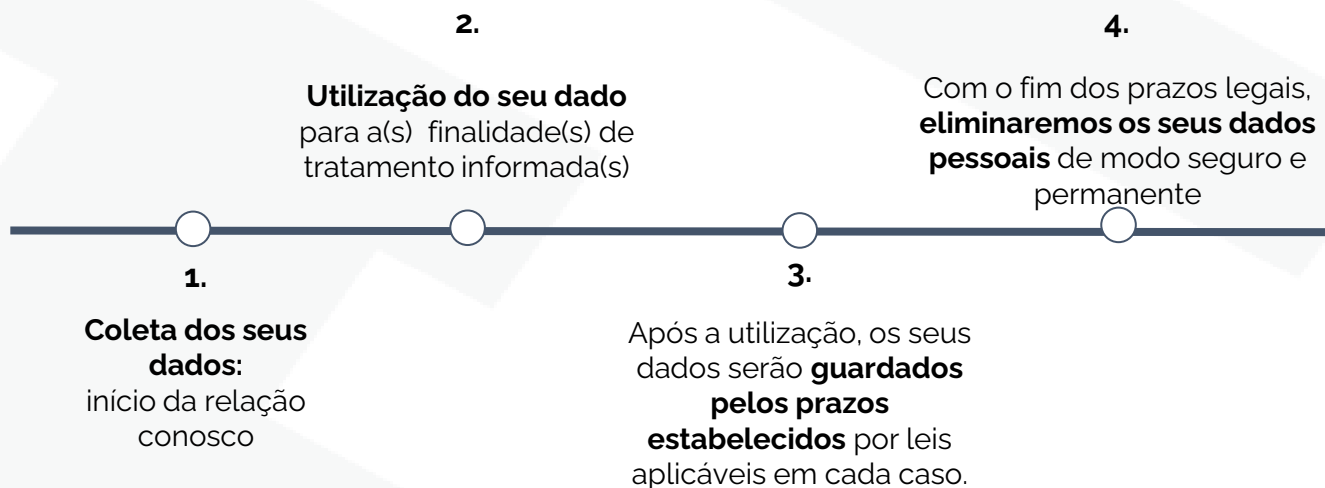 1.
Coleta dos seus
dados:
início da relação
conosco
2.
Utilização do seu dado
para a(s) finalidade(s) de
tratamento informada(s)
3.
Após a utilização, os seus
dados serão guardados
pelos prazos
estabelecidos por leis
aplicáveis em cada caso.
4.
Com o fim dos prazos legais,
eliminaremos os seus dados
pessoais de modo seguro e
permanente